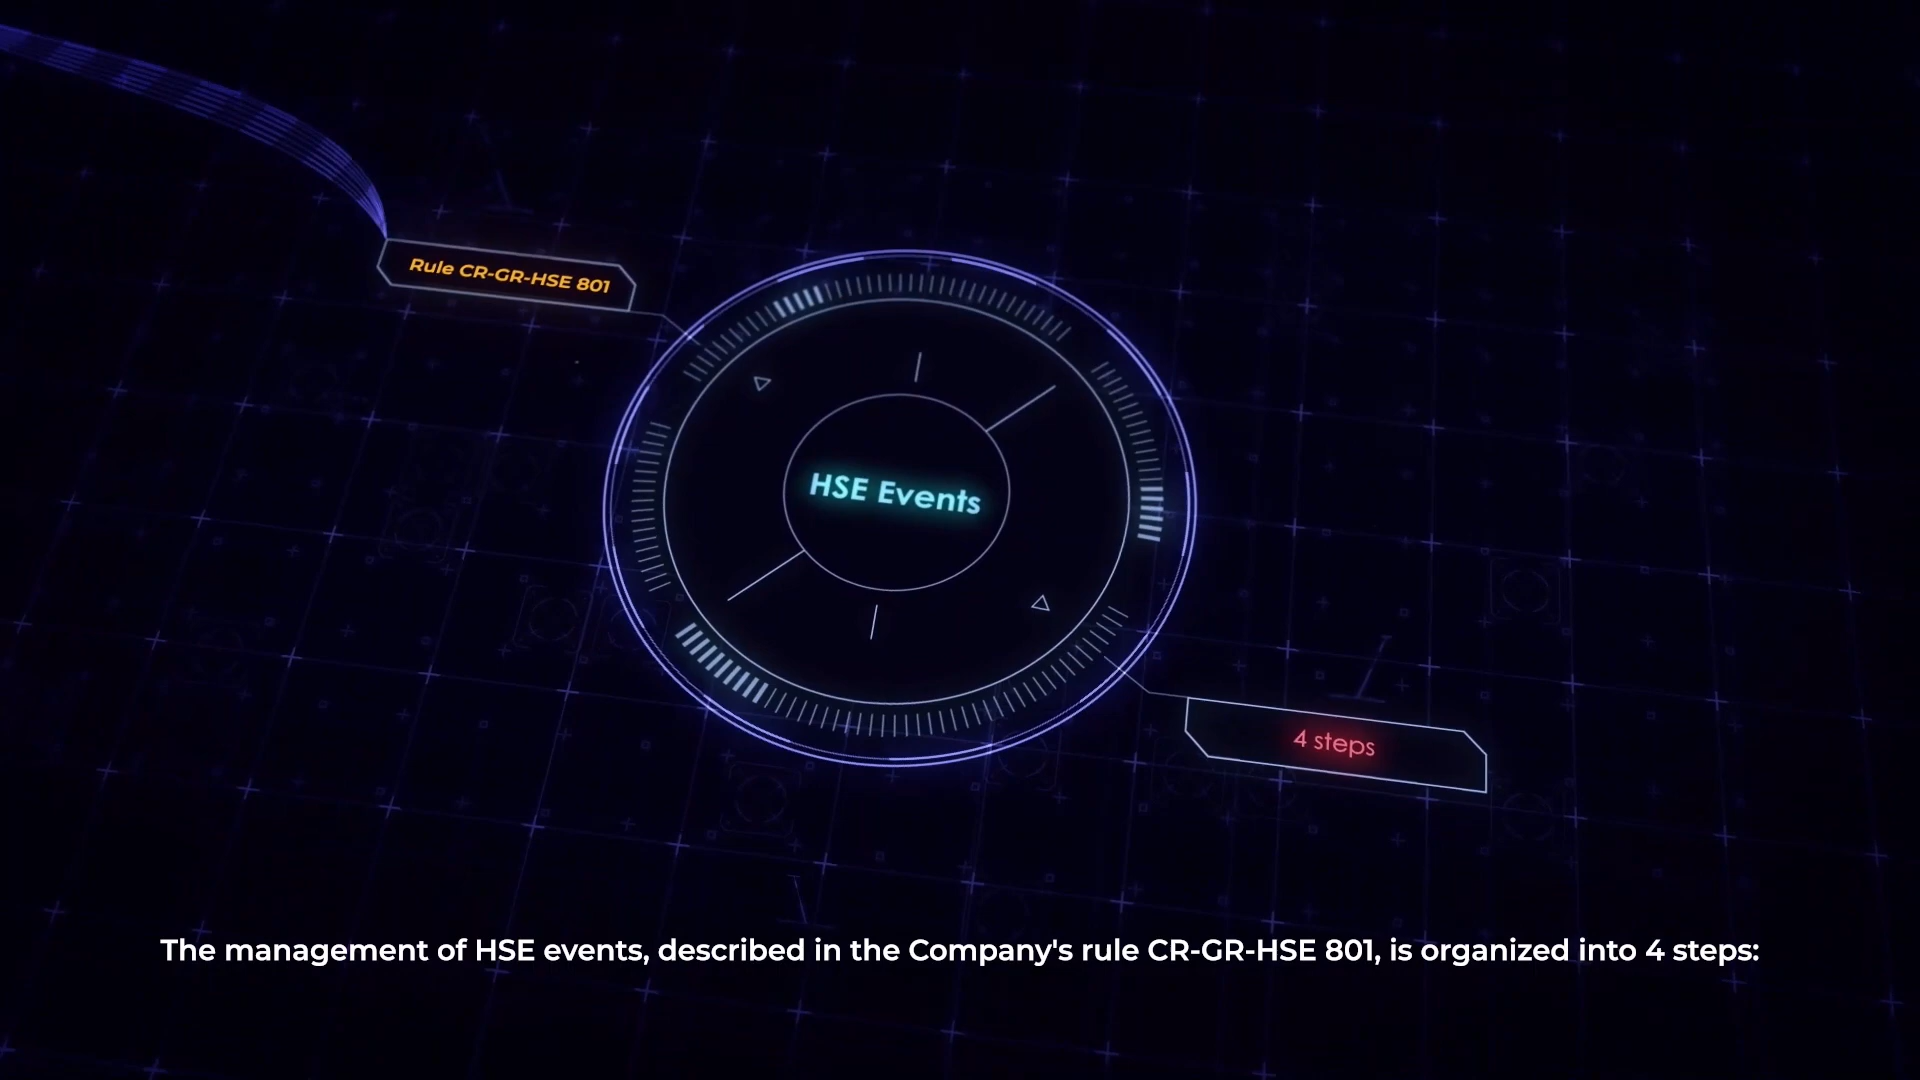 Rule CR-GR-HSE 801
HSE Events
4 steps
The management of HSE events, described in the Company's rule CR-GR-HSE 801, is organized into 4 steps: